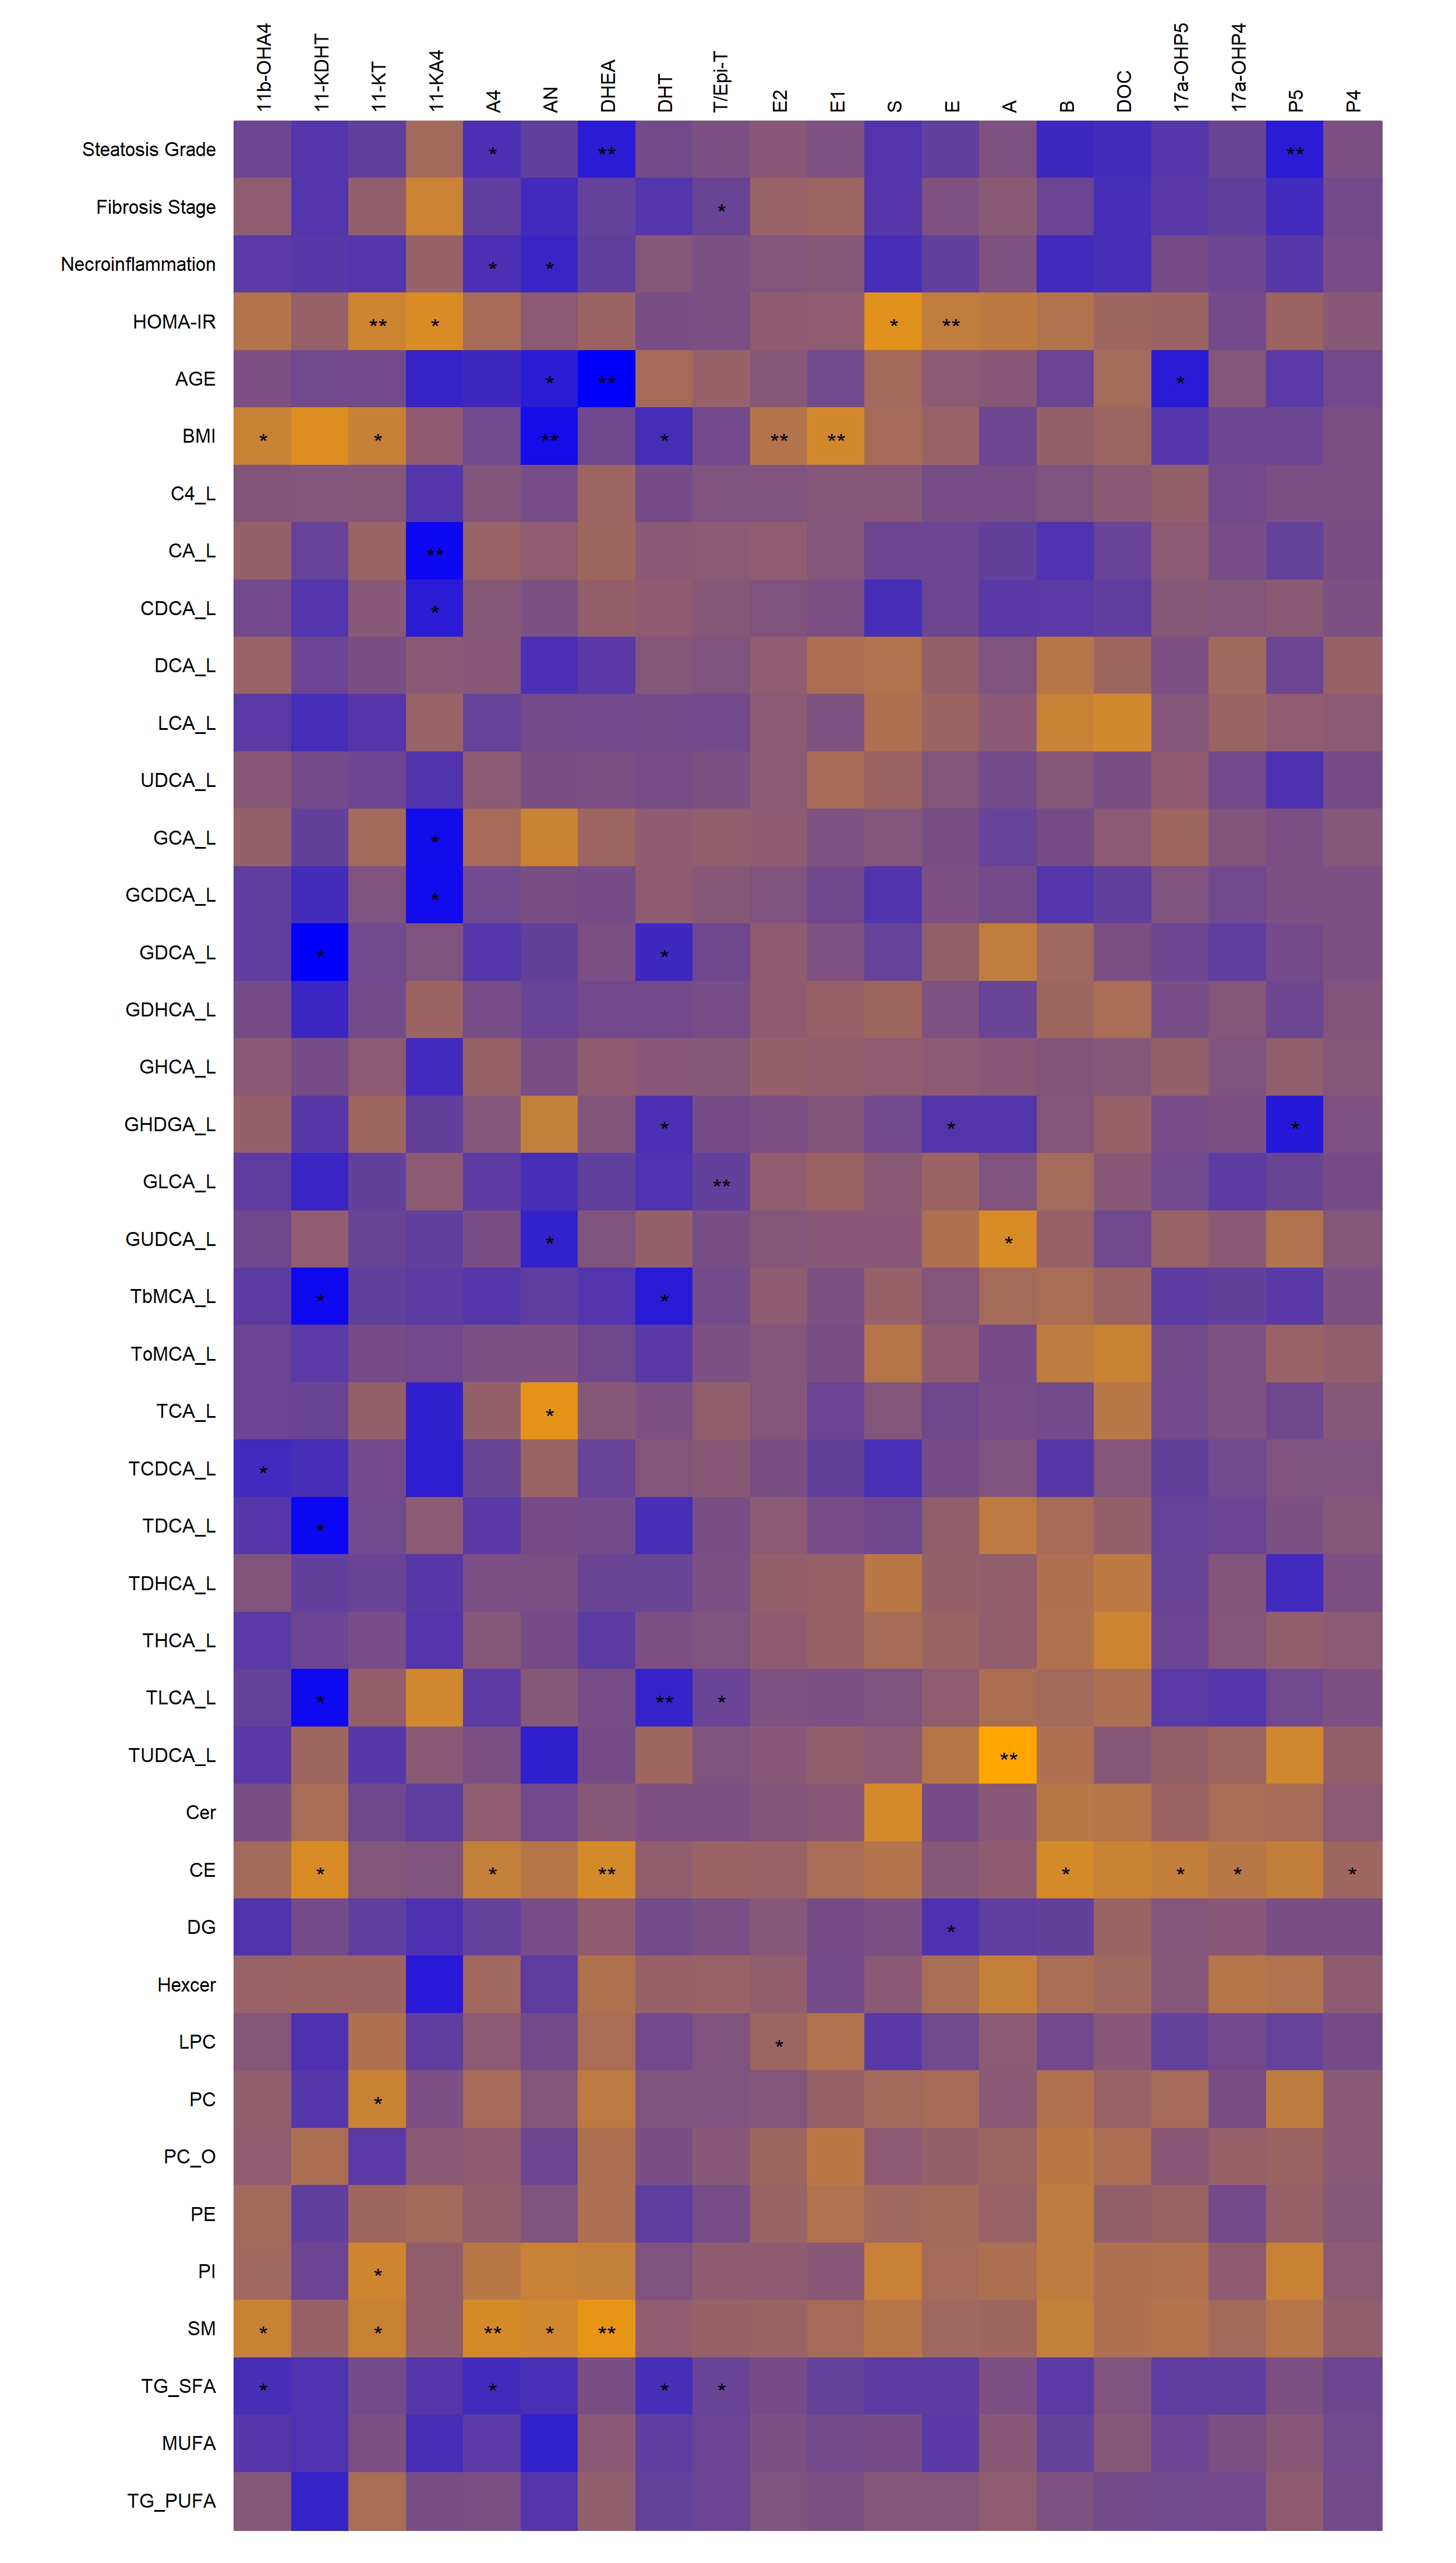 11b-OHA4 11-KDHT 11-KT 11-KA4 A4 AN DHEA DHT T/Epi-T E2 E1 S E A B DOC 17a-OHP5 17a-OHP4 P5 P4
Steatosis Grade * ** **
Fibrosis Stage *
Necroinflammation * *
HOMA-IR ** * * **
AGE * ** *
BMI * * ** * ** **
C4_L
CA_L **
CDCA_L *
DCA_L
LCA_L
UDCA_L
GCA_L *
GCDCA_L *
GDCA_L * *
GDHCA_L
GHCA_L
GHDGA_L * * *
GLCA_L **
GUDCA_L * *
TbMCA_L * *
ToMCA_L
TCA_L *
TCDCA_L *
TDCA_L *
TDHCA_L
THCA_L
TLCA_L * ** *
TUDCA_L **
Cer
CE * * ** * * * *
DG *
Hexcer
LPC *
PC *
PC_O
PE
PI *
SM * * ** * **
TG_SFA * * * *
MUFA
TG_PUFA